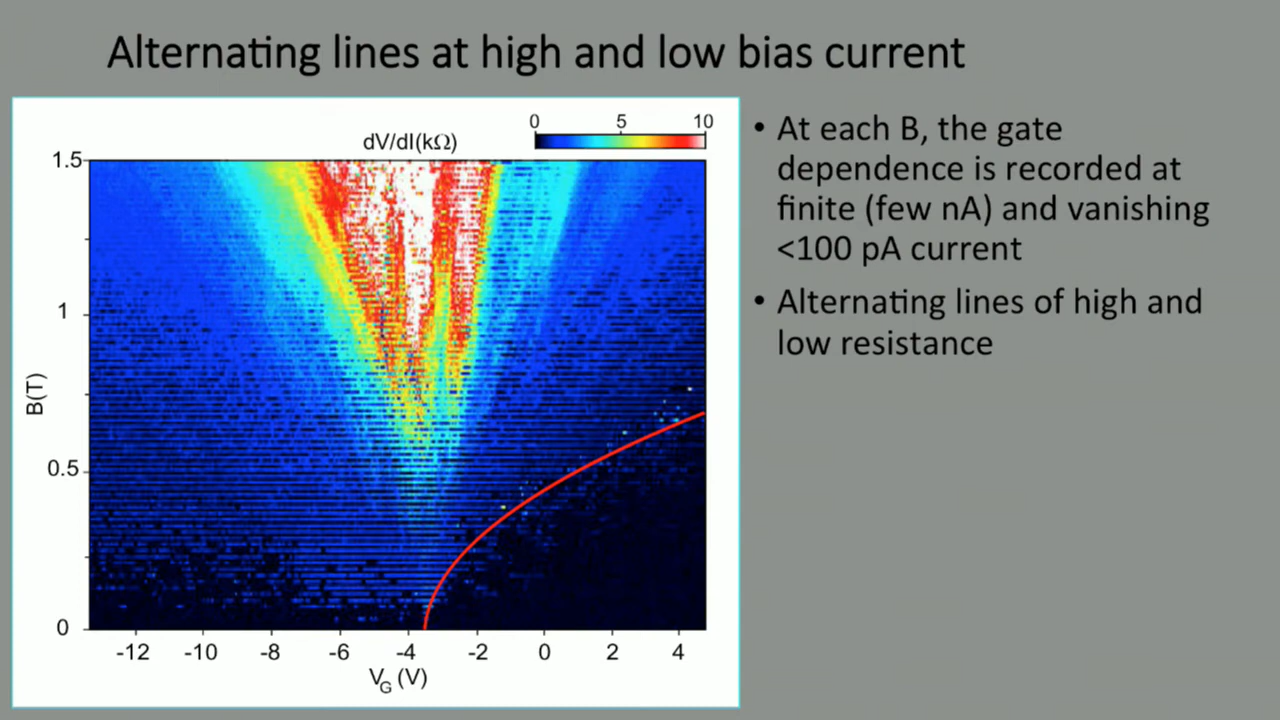 Alternating lines at high and low bias current
0 5 10
dV/dI(kΩ)
1.5
1
0.5
0
B(T)
-12 -10 -8 -6 -4 -2 0 2 4
V_G (V)
• At each B, the gate
dependence is recorded at
finite (few nA) and vanishing
<100 pA current
• Alternating lines of high and
low resistance